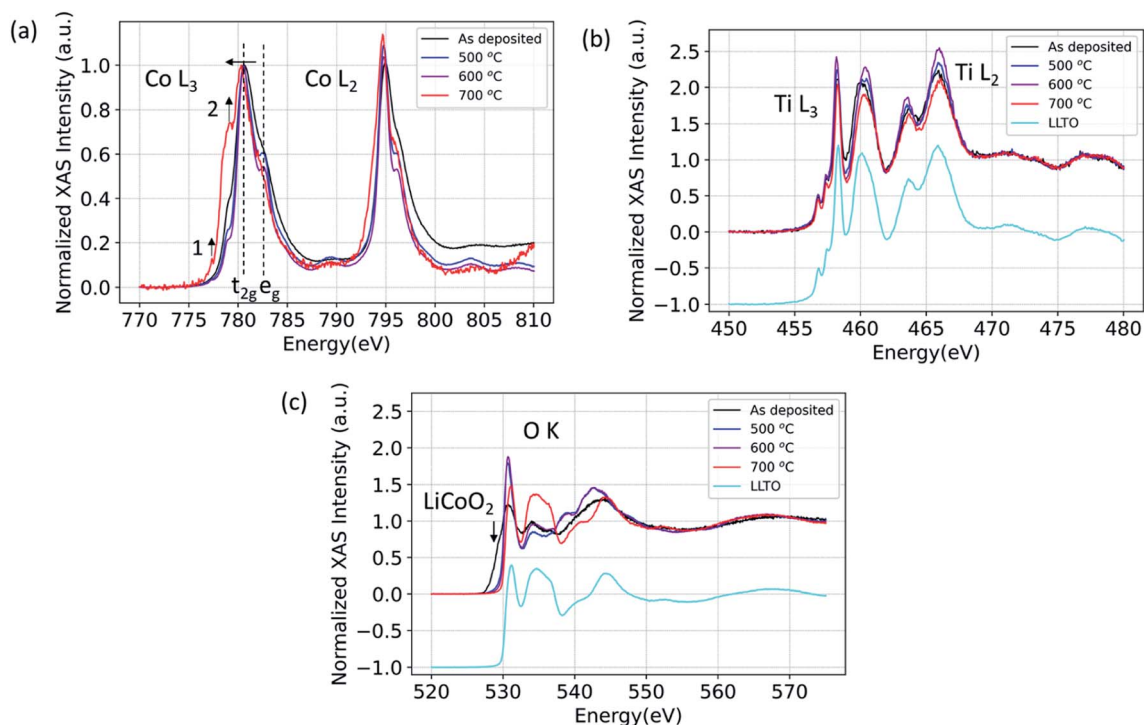 (a)
Normalized XAS Intensity (a.u.)
1.0
0.8
0.6
0.4
0.2
0.0
Co L3
2
1
t2g
eg
Co L2
As deposited
500 °C
600 °C
700 °C
770 775 780 785 790 795 800 805 810
Energy(eV)
(b)
Normalized XAS Intensity (a.u.)
2.5
2.0
1.5
1.0
0.5
0.0
−0.5
−1.0
Ti L3
Ti L2
As deposited
500 °C
600 °C
700 °C
LLTO
450 455 460 465 470 475 480
Energy(eV)
(c)
Normalized XAS Intensity (a.u.)
2.5
2.0
1.5
1.0
0.5
0.0
−0.5
−1.0
O K
LiCoO2
As deposited
500 °C
600 °C
700 °C
LLTO
520 530 540 550 560 570
Energy(eV)